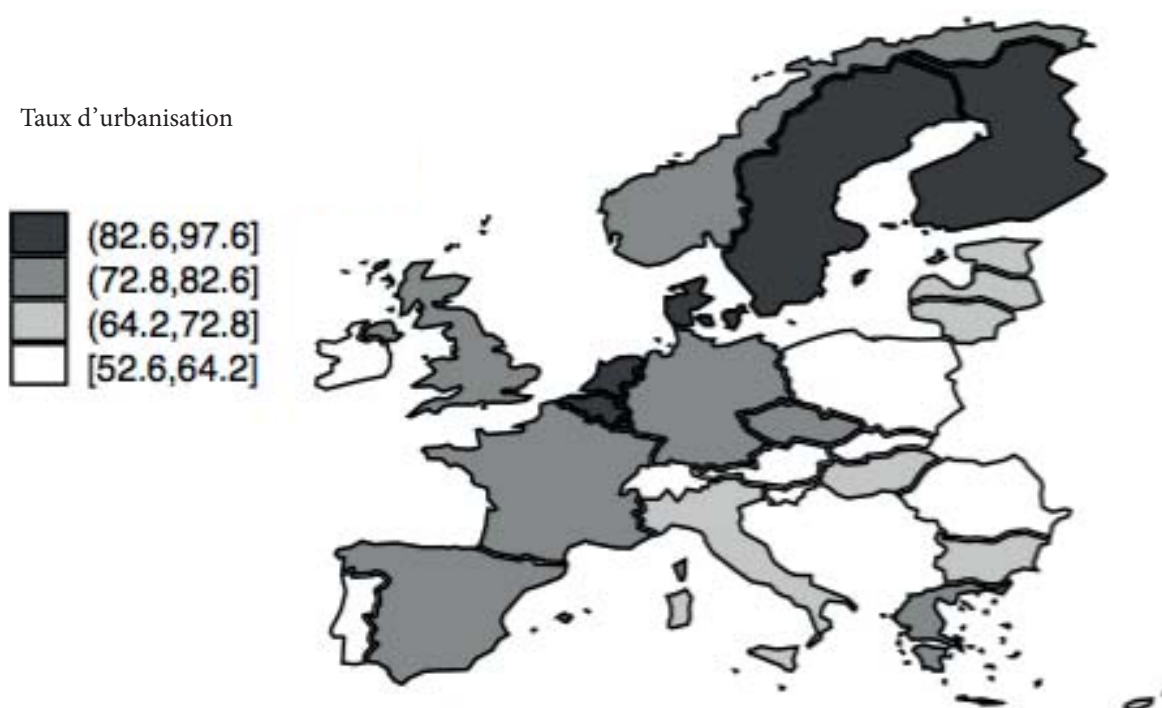 Taux d’urbanisation
(82.6,97.6]
(72.8,82.6]
(64.2,72.8]
[52.6,64.2]